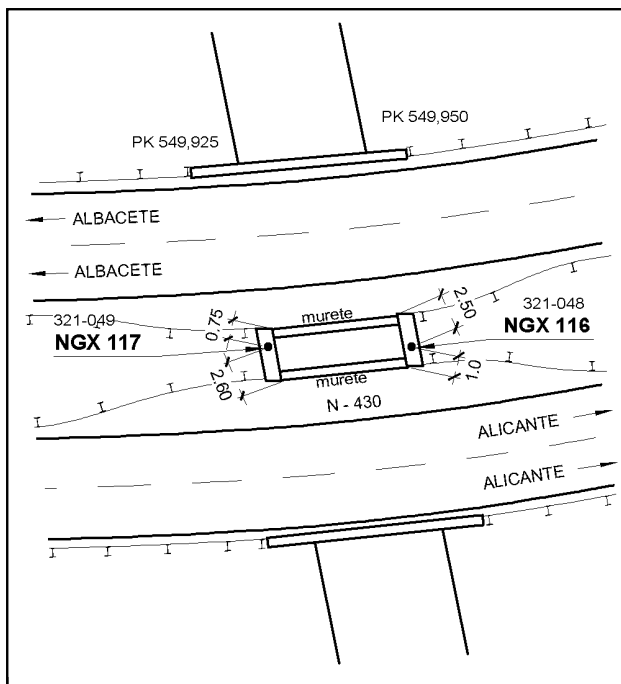 PK 549,950
PK 549,925
ALBACETE
ALBACETE
321-049
NGX 117
0.75
murete
2.50
321-048
NGX 116
2.60
murete
1.0
N - 430
ALICANTE
ALICANTE